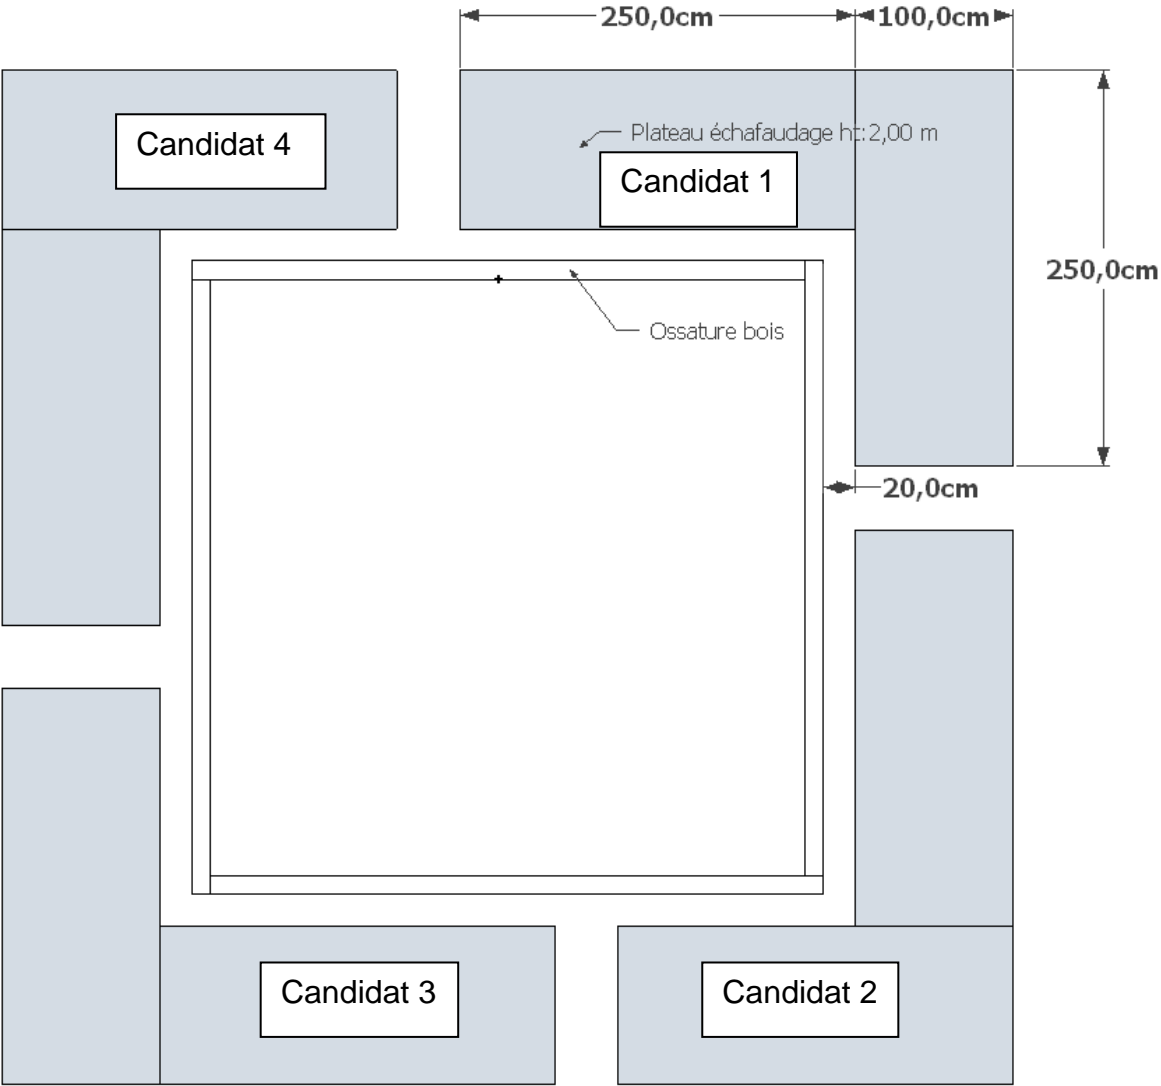 250,0cm
100,0cm
Candidat 4
Plateau échafaudage ht:2,00 m
Candidat 1
250,0cm
Ossature bois
20,0cm
Candidat 3
Candidat 2